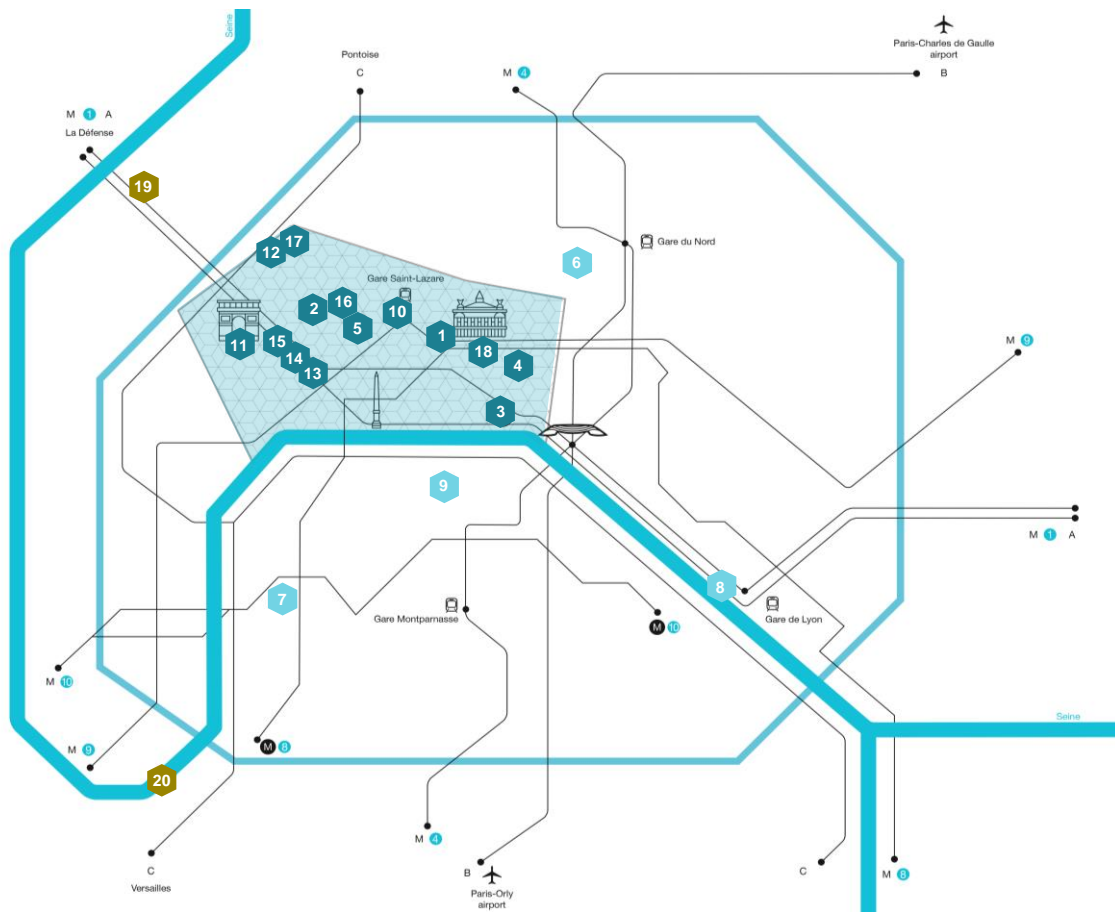 Seine
Paris-Charles de Gaulle
airport
B
Pontoise
C
M 4
M 1 A
La Défense
19
17
12
6
Gare du Nord
Gare Saint-Lazare
2
16
10
5
1
11
15
14
13
18
4
3
M 9
9
M 1 A
7
8
Gare Montparnasse
Gare de Lyon
M 10
M 10
Seine
M 9
M 8
20
M 4
C
Versailles
B
Paris-Orly
airport
C
M 8